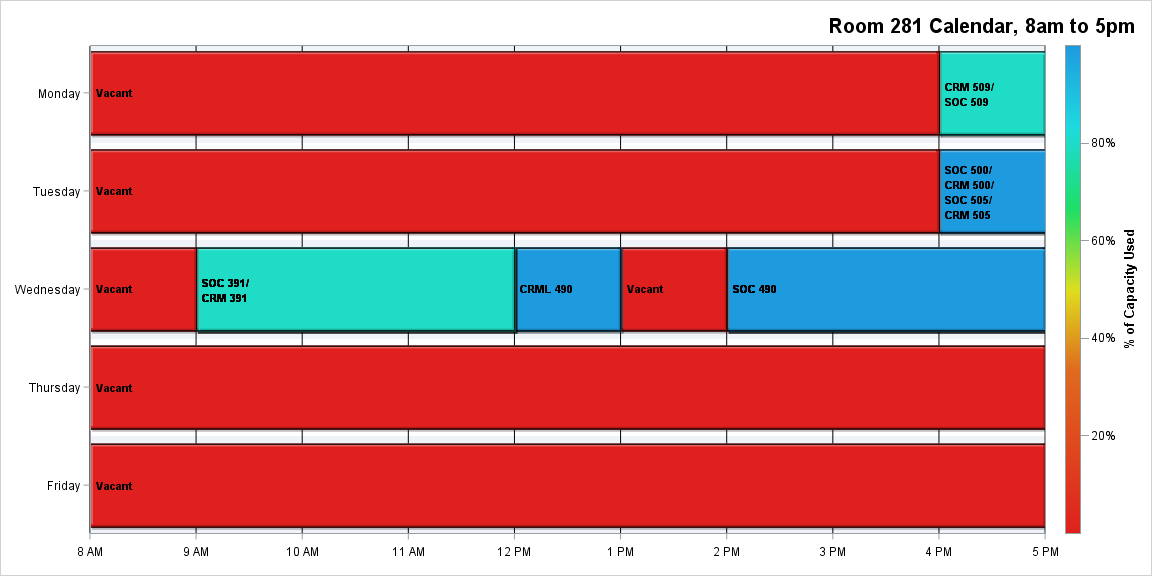 Room 281 Calendar, 8am to 5pm
Monday
Vacant
CRM 509/
SOC 509
Tuesday
Vacant
SOC 500/
CRM 500/
SOC 505/
CRM 505
Wednesday
Vacant
SOC 391/
CRM 391
CRML 490
Vacant
SOC 490
Thursday
Vacant
Friday
Vacant
8 AM
9 AM
10 AM
11 AM
12 PM
1 PM
2 PM
3 PM
4 PM
5 PM
80%
60%
40%
20%
% of Capacity Used